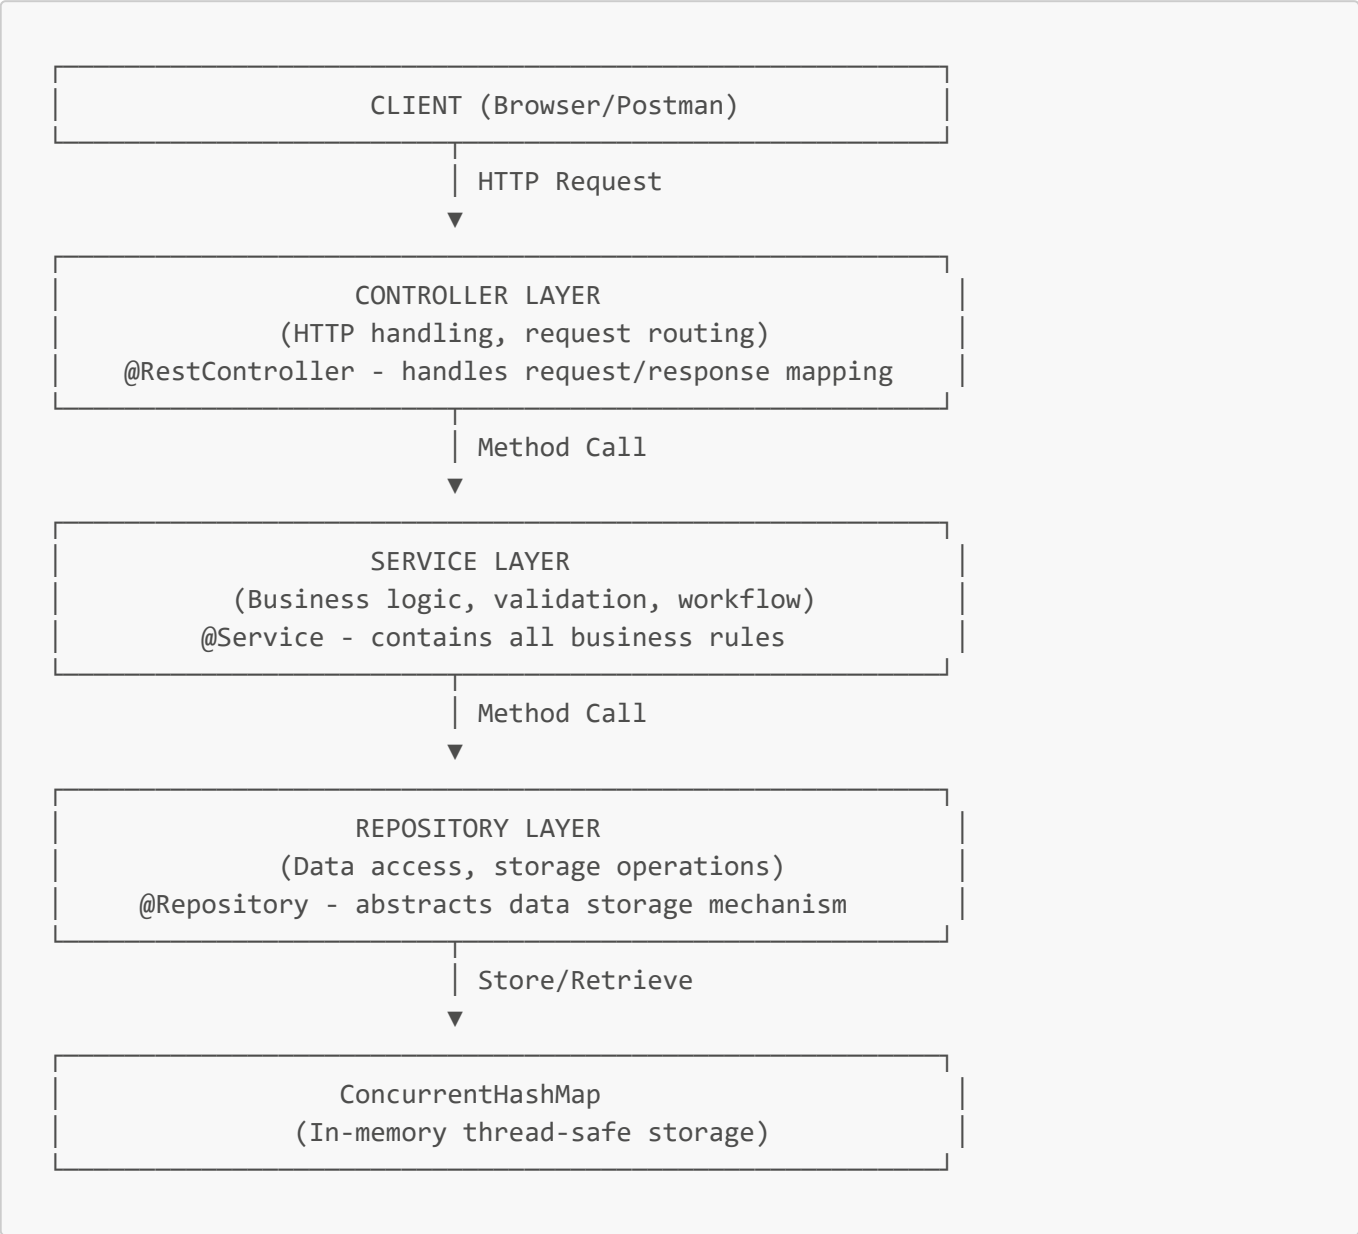 CLIENT (Browser/Postman)
HTTP Request
CONTROLLER LAYER
(HTTP handling, request routing)
@RestController - handles request/response mapping
Method Call
SERVICE LAYER
(Business logic, validation, workflow)
@Service - contains all business rules
Method Call
REPOSITORY LAYER
(Data access, storage operations)
@Repository - abstracts data storage mechanism
Store/Retrieve
ConcurrentHashMap
(In-memory thread-safe storage)